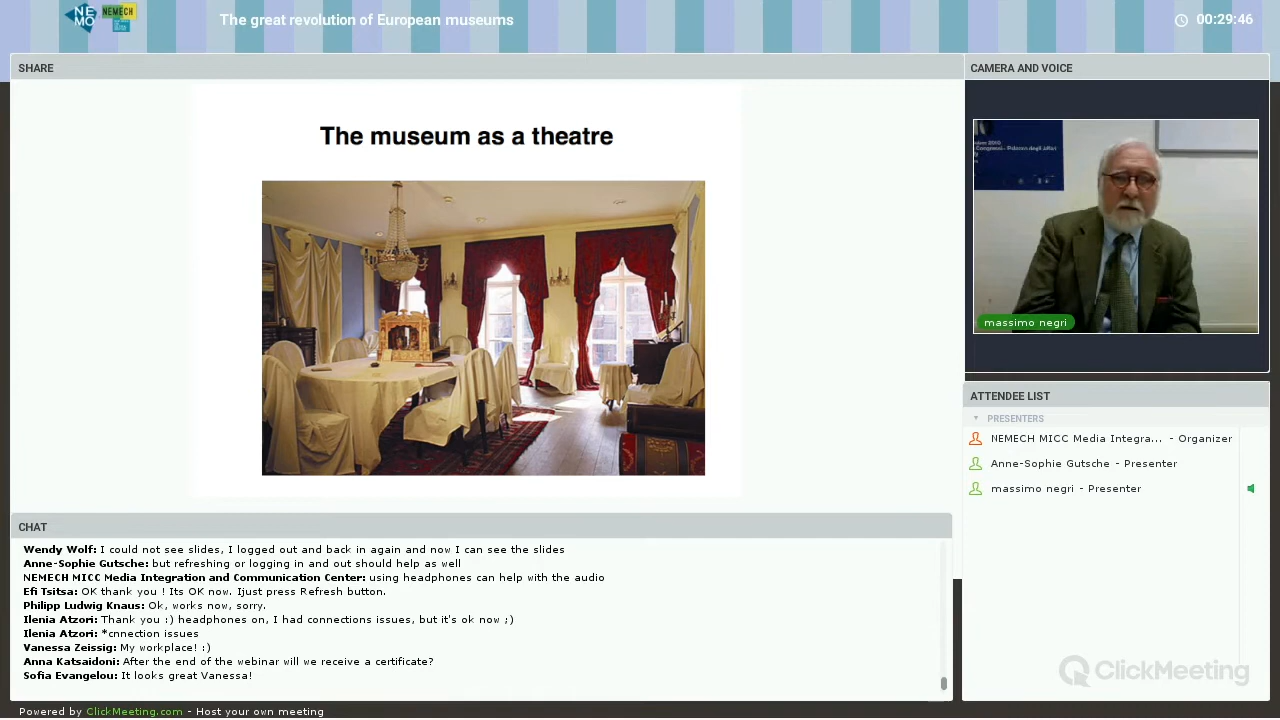 NE
MO
NEMECH
The great revolution of European museums
00:29:46
SHARE
The museum as a theatre
CAMERA AND VOICE
massimo negri
ATTENDEE LIST
PRESENTERS
NEMECH MICC Media Integra... - Organizer
Anne-Sophie Gutsche - Presenter
massimo negri - Presenter
CHAT
Wendy Wolf: I could not see slides, I logged out and back in again and now I can see the slides
Anne-Sophie Gutsche: but refreshing or logging in and out should help as well
NEMECH MICC Media Integration and Communication Center: using headphones can help with the audio
Efi Tsitsa: OK thank you ! Its OK now. Ijust press Refresh button.
Philipp Ludwig Knaus: Ok, works now, sorry.
Ilenia Atzori: Thank you :) headphones on, I had connections issues, but it's ok now ;)
Ilenia Atzori: *cnnection issues
Vanessa Zeissig: My workplace! :)
Anna Katsaidoni: After the end of the webinar will we receive a certificate?
Sofia Evangelou: It looks great Vanessa!
ClickMeeting
Powered by ClickMeeting.com - Host your own meeting